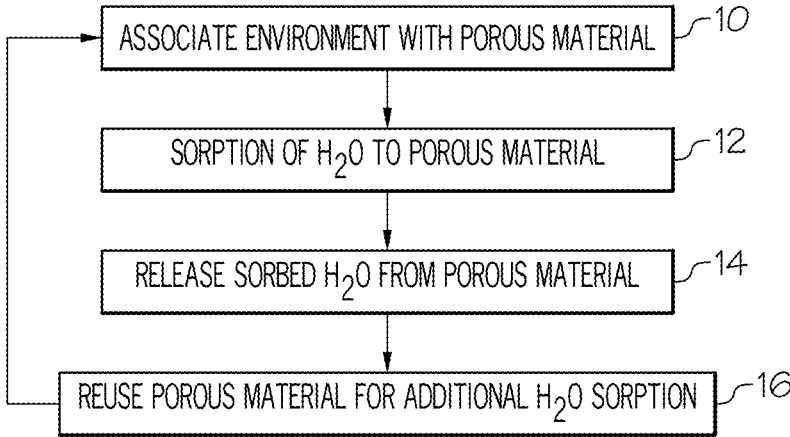 ASSOCIATE ENVIRONMENT WITH POROUS MATERIAL 10
SORPTION OF H₂O TO POROUS MATERIAL 12
RELEASE SORBED H₂O FROM POROUS MATERIAL 14
REUSE POROUS MATERIAL FOR ADDITIONAL H₂O SORPTION 16